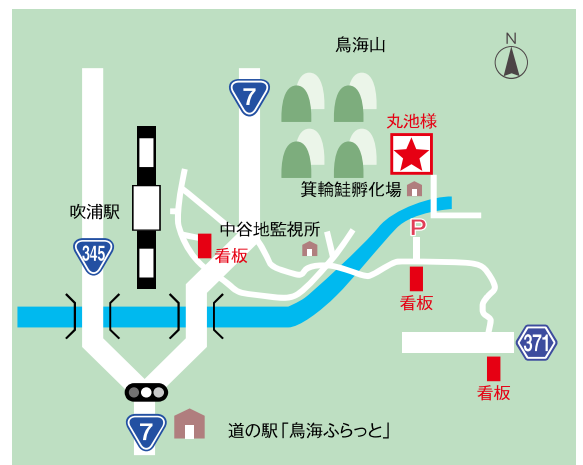 鳥海山
N
7
丸池様
箕輪鮭孵化場
吹浦駅
中谷地監視所
P
345
看板
看板
371
看板
7
道の駅「鳥海ふらっと」